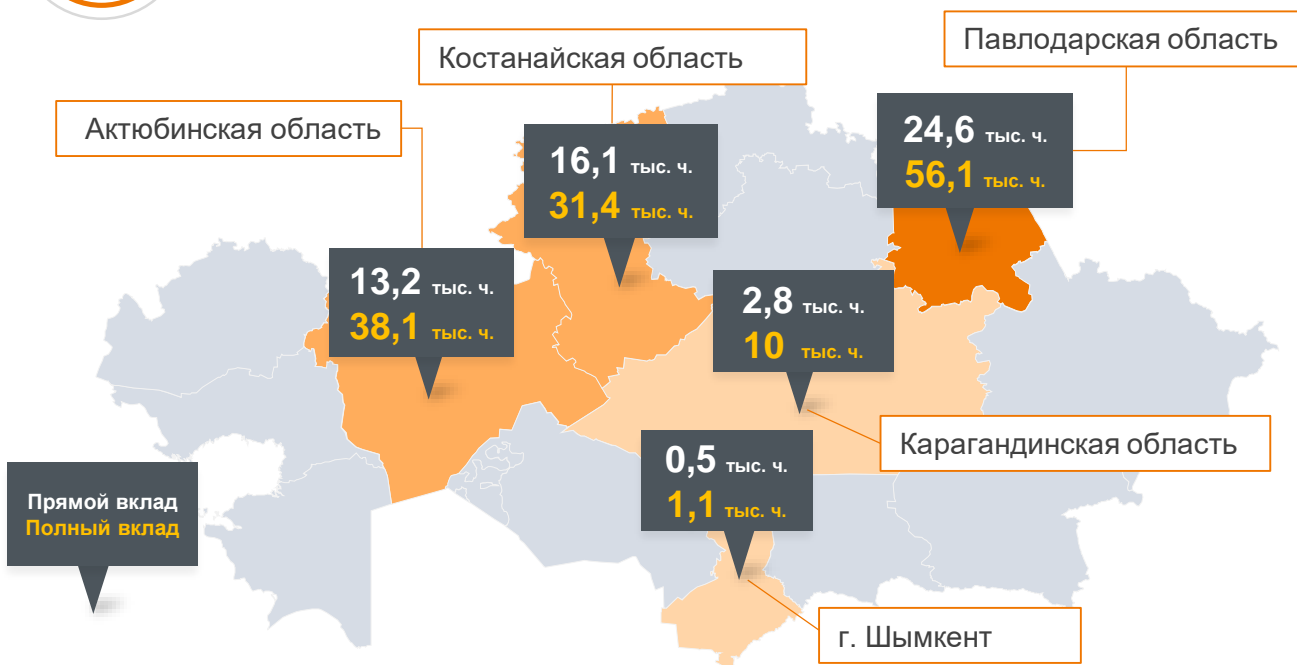 Павлодарская область
Костанайская область
Актюбинская область
24,6 тыс. ч.
56,1 тыс. ч.
16,1 тыс. ч.
31,4 тыс. ч.
13,2 тыс. ч.
38,1 тыс. ч.
2,8 тыс. ч.
10 тыс. ч.
Карагандинская область
0,5 тыс. ч.
1,1 тыс. ч.
Прямой вклад
Полный вклад
г. Шымкент